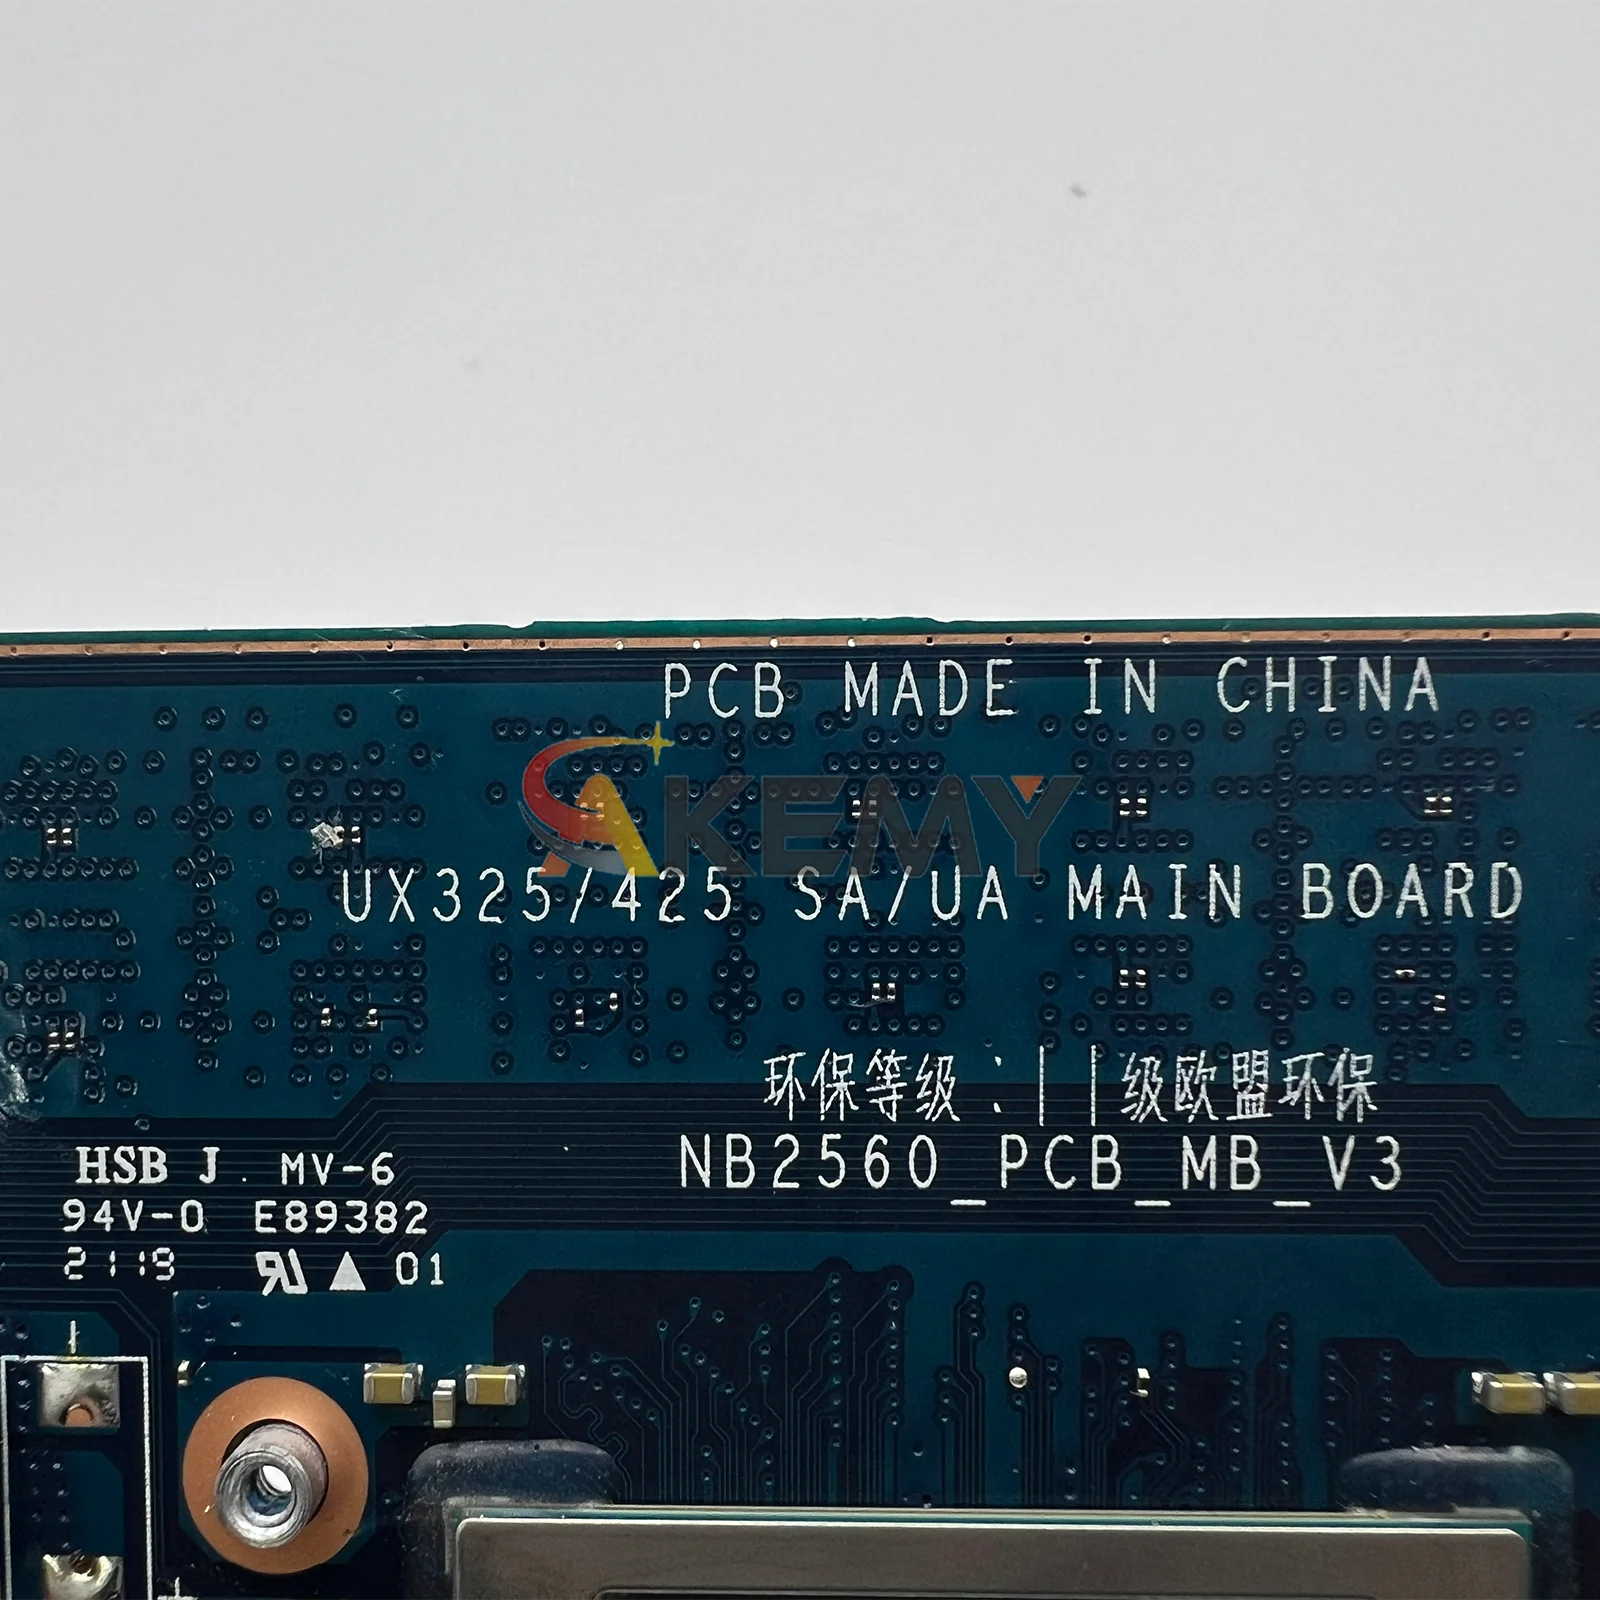 PCB MADE IN CHINA
AKEMY
UX325/425 SA/UA MAIN BOARD
环保等级：||级欧盟环保
NB2560_PCB_MB_V3
HSB J. MV-6
94V-0 E89382
2119 ▲ 01